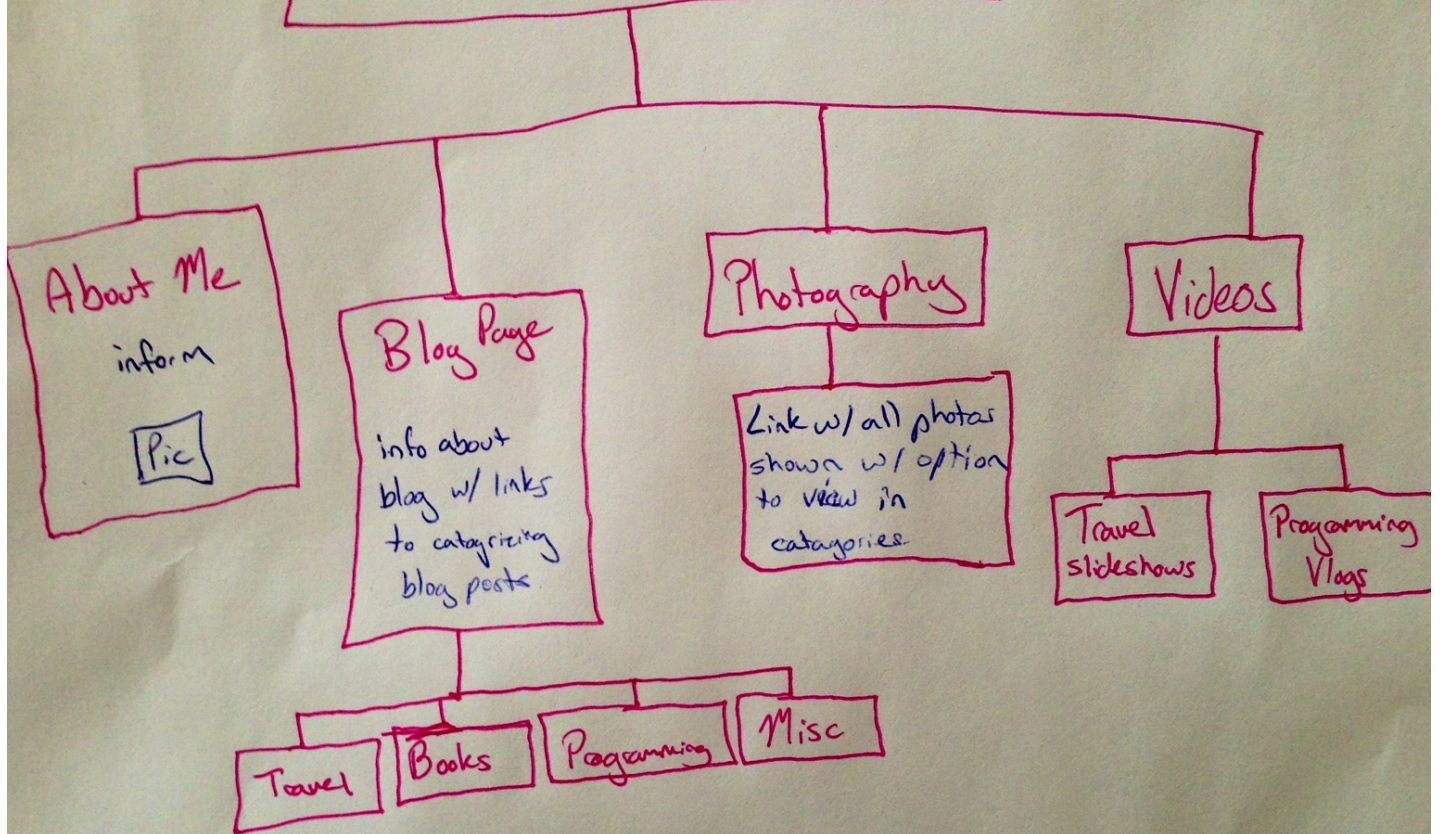 About Me
inform
Pic
Blog Page
info about
blog w/ links
to catogrizing
blog posts
Photography
Link w/ all photos
shown w/ option
to view in
catagories
Videos
Travel
slideshows
Programming
Vlogs
Travel
Books
Programming
Misc